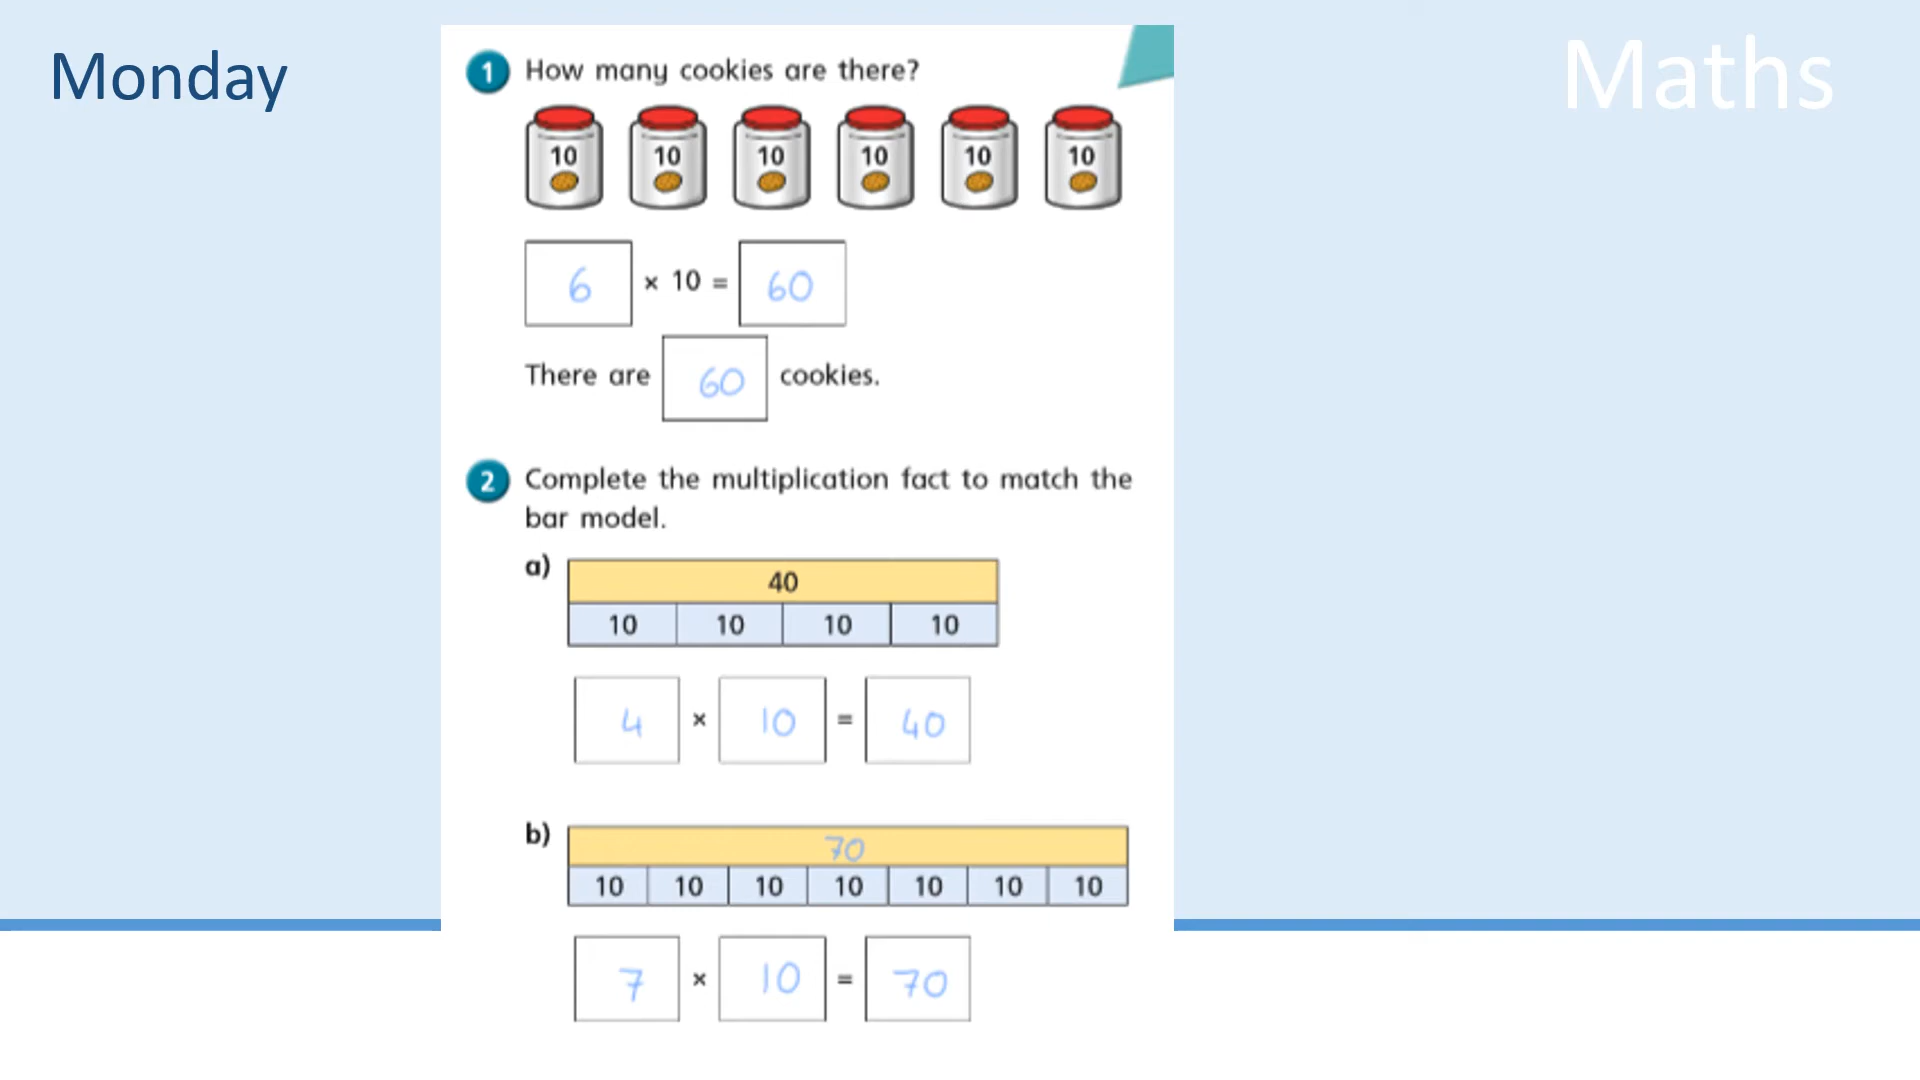 Monday
Maths
1 How many cookies are there?
10 10 10 10 10 10
6 × 10 = 60
There are 60 cookies.
2 Complete the multiplication fact to match the
bar model.
a)
40
10 10 10 10
4 × 10 = 40
b)
70
10 10 10 10 10 10 10
7 × 10 = 70